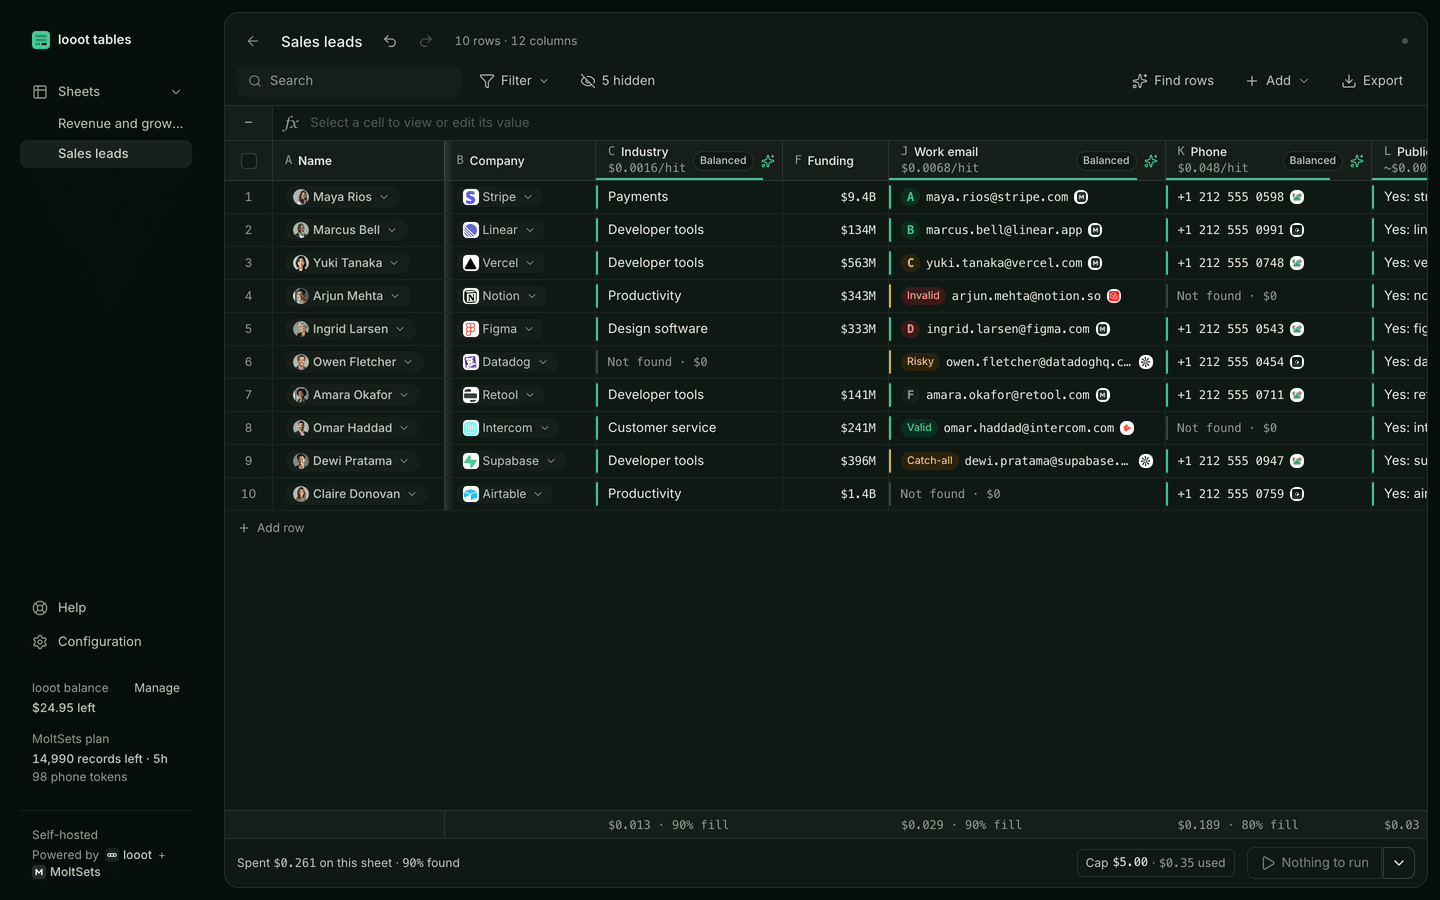 looot tables
Sheets
Revenue and grow...
Sales leads
Help
Configuration
looot balance
Manage
$24.95 left
MoltSets plan
14,990 records left · 5h
98 phone tokens
Self-hosted
Powered by looot +
M MoltSets
Sales leads
10 rows · 12 columns
Search
Filter
5 hidden
Find rows
Add
Export
fx Select a cell to view or edit its value
A Name
B Company
C Industry
$0.0016/hit
Balanced
F Funding
J Work email
$0.0068/hit
Balanced
K Phone
$0.048/hit
Balanced
L Publi
~$0.00
1 Maya Rios Stripe Payments $9.4B A maya.rios@stripe.com M +1 212 555 0598 Yes: str
2 Marcus Bell Linear Developer tools $134M B marcus.bell@linear.app M +1 212 555 0991 Yes: lin
3 Yuki Tanaka Vercel Developer tools $563M C yuki.tanaka@vercel.com M +1 212 555 0748 Yes: ve
4 Arjun Mehta Notion Productivity $343M Invalid arjun.mehta@notion.so Not found · $0 Yes: no
5 Ingrid Larsen Figma Design software $333M D ingrid.larsen@figma.com M +1 212 555 0543 Yes: fig
6 Owen Fletcher Datadog Not found · $0 Risky owen.fletcher@datadoghq.c… +1 212 555 0454 Yes: da
7 Amara Okafor Retool Developer tools $141M F amara.okafor@retool.com M +1 212 555 0711 Yes: ret
8 Omar Haddad Intercom Customer service $241M Valid omar.haddad@intercom.com Not found · $0 Yes: int
9 Dewi Pratama Supabase Developer tools $396M Catch-all dewi.pratama@supabase.… +1 212 555 0947 Yes: su
10 Claire Donovan Airtable Productivity $1.4B Not found · $0 +1 212 555 0759 Yes: air
Add row
$0.013 · 90% fill $0.029 · 90% fill $0.189 · 80% fill $0.03
Spent $0.261 on this sheet · 90% found
Cap $5.00 · $0.35 used
Nothing to run